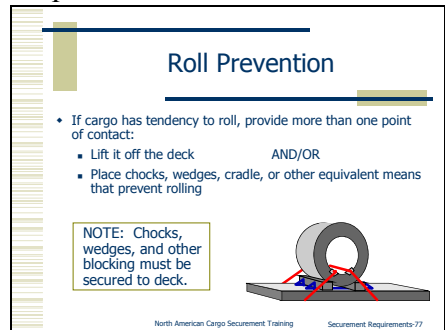 Roll Prevention
If cargo has tendency to roll, provide more than one point
of contact:
Lift it off the deck AND/OR
Place chocks, wedges, cradle, or other equivalent means
that prevent rolling
NOTE: Chocks,
wedges, and other
blocking must be
secured to deck.
North American Cargo Securement Training Securement Requirements-77